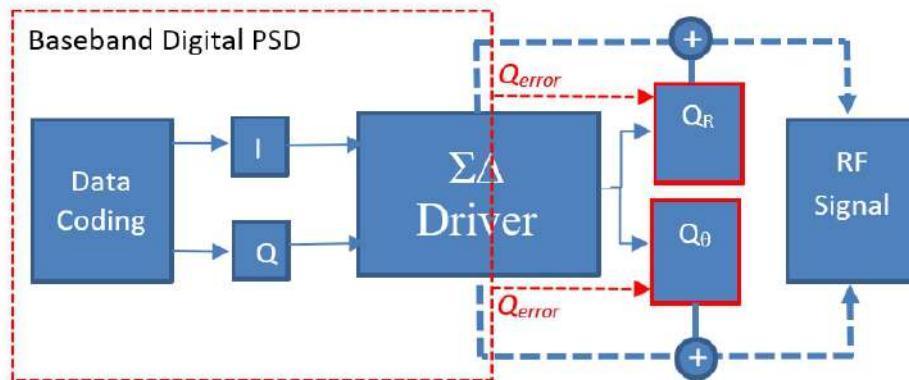 Baseband Digital PSD
Data
Coding
I
Q
ΣΔ
Driver
Qerror
Qerror
+
QR
Qθ
+
RF
Signal